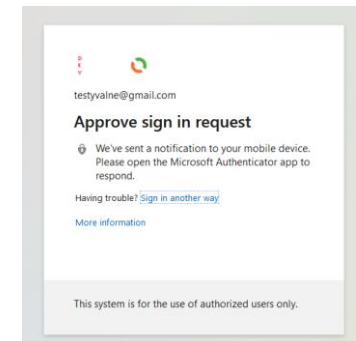 DEV
testyvalne@gmail.com
Approve sign in request
We've sent a notification to your mobile device.
Please open the Microsoft Authenticator app to
respond.
Having trouble? Sign in another way
More information
This system is for the use of authorized users only.